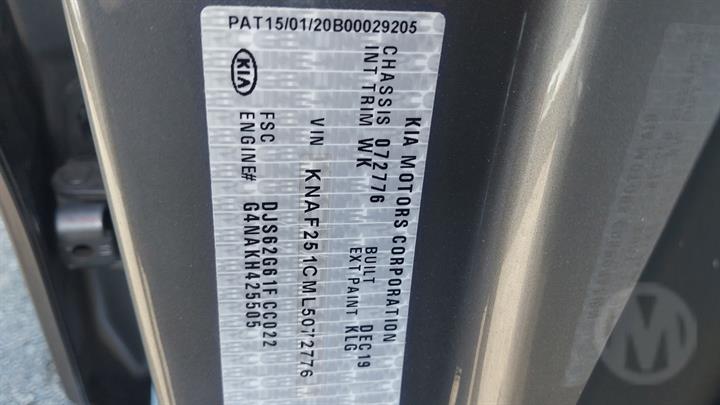 PAT15/01/20B00029205
KIA
KIA MOTORS CORPORATION
CHASSIS 072776 BUILT DEC19
INT TRIM WK EXT PAINT KLG
VIN KNAF251CML5072776
FSC DJS62G61F CC022
ENGINE# G4NAKH425505
M